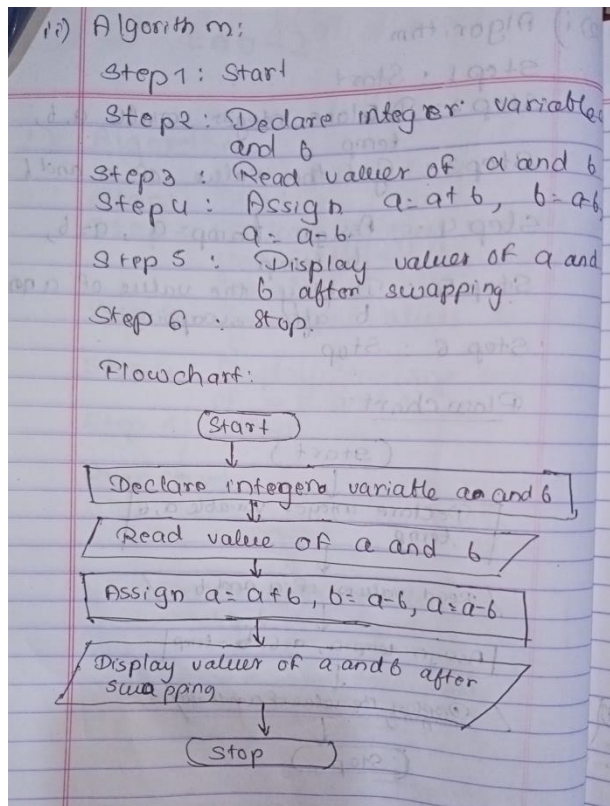 ii) Algorithm:
Step 1: Start
Step 2: Declare integer variable
and b
Step 3: Read values of a and b
Step 4: Assign a = a+b, b = a-b,
a = a-b.
Step 5: Display values of a and
b after swapping
Step 6: Stop.
Flowchart:
Start
Declare integers variable a and b
Read value of a and b
Assign a = a+b, b = a-b, a = a-b
Display values of a and b after
swapping
Stop